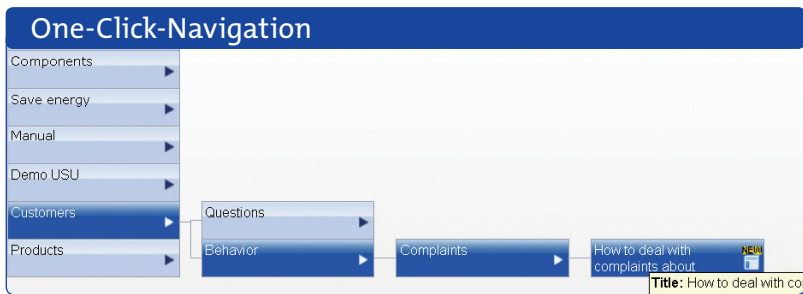 One-Click-Navigation
Components
Save energy
Manual
Demo USU
Customers
Questions
Products
Behavior
Complaints
How to deal with
complaints about
NEW
Title: How to deal with co